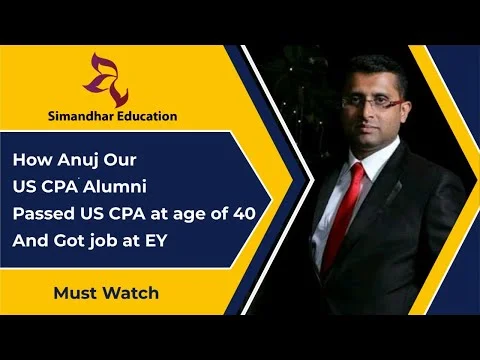 Simandhar Education
How Anuj Our
US CPA Alumni
Passed US CPA at age of 40
And Got job at EY
Must Watch